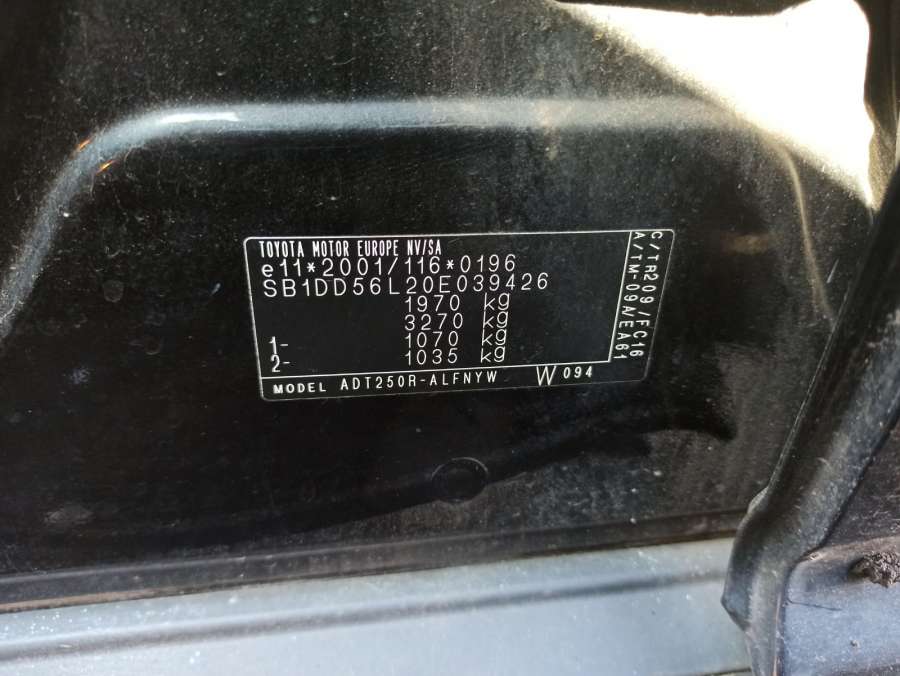 TOYOTA MOTOR EUROPE NV/SA
e11*2001/116*0196
SB1DD56L20E039426
1970 kg
3270 kg
1- 1070 kg
2- 1035 kg
MODEL ADT250R-ALFNYW W 094
C/TR209/FC16
A/TM-09A/EA61